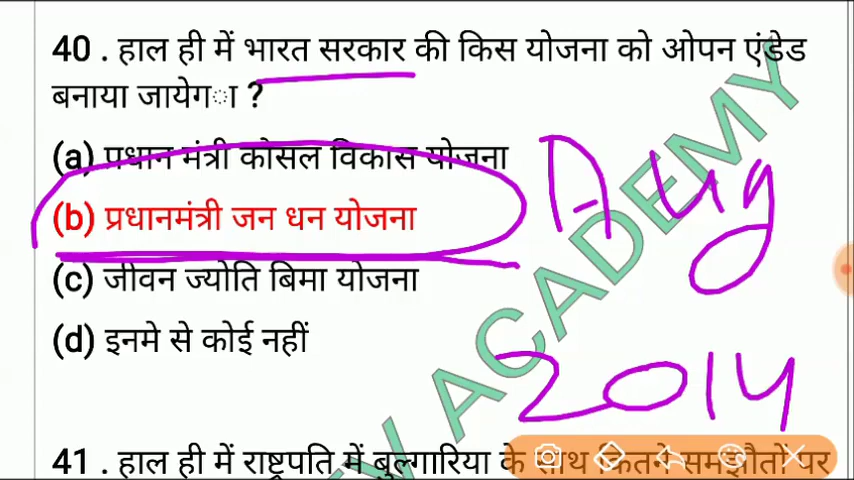 40 . हाल ही में भारत सरकार की किस योजना को ओपन एंडेड
बनाया जायेगा ?
(a) प्रधान मंत्री कोसल विकास योजना
(b) प्रधानमंत्री जन धन योजना
(c) जीवन ज्योति बिमा योजना
(d) इनमे से कोई नहीं
Aug
2014
ACADEMY
41 . हाल ही में राष्ट्रपति में बुल्गारिया के साथ कितने समझौतों पर